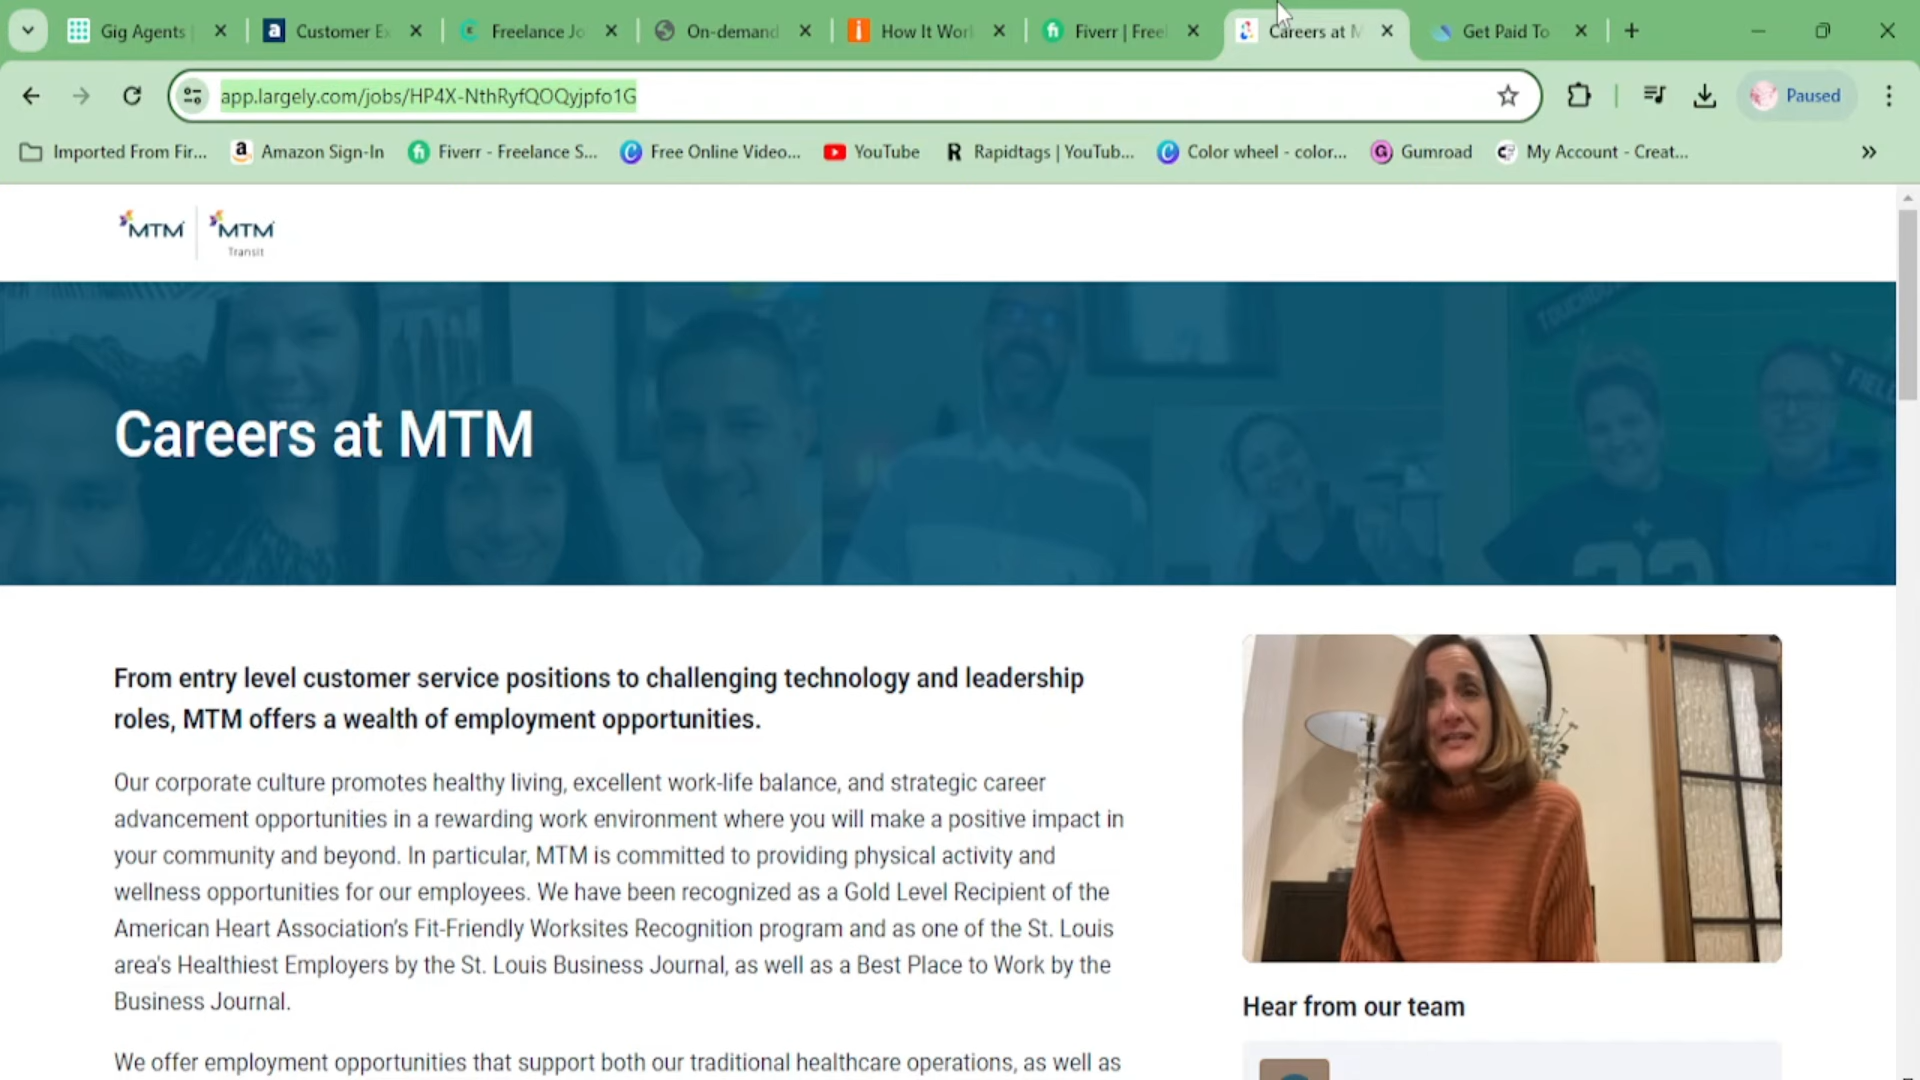 Gig Agents
Customer E
Freelance Jo
On-demand
How It Worl
Fiverr | Freel
Careers at M
Get Paid To
app.largely.com/jobs/HP4X-NthRyfQOQyjpfo1G
Paused
Imported From Fir...
Amazon Sign-In
Fiverr - Freelance S...
Free Online Video...
YouTube
Rapidtags | YouTub...
Color wheel - color...
Gumroad
My Account - Creat...
MTM
MTM
Transit
TOUCHDO
FIEL
Careers at MTM
From entry level customer service positions to challenging technology and leadership
roles, MTM offers a wealth of employment opportunities.
Our corporate culture promotes healthy living, excellent work-life balance, and strategic career
advancement opportunities in a rewarding work environment where you will make a positive impact in
your community and beyond. In particular, MTM is committed to providing physical activity and
wellness opportunities for our employees. We have been recognized as a Gold Level Recipient of the
American Heart Association's Fit-Friendly Worksites Recognition program and as one of the St. Louis
area's Healthiest Employers by the St. Louis Business Journal, as well as a Best Place to Work by the
Business Journal.
Hear from our team
We offer employment opportunities that support both our traditional healthcare operations, as well as